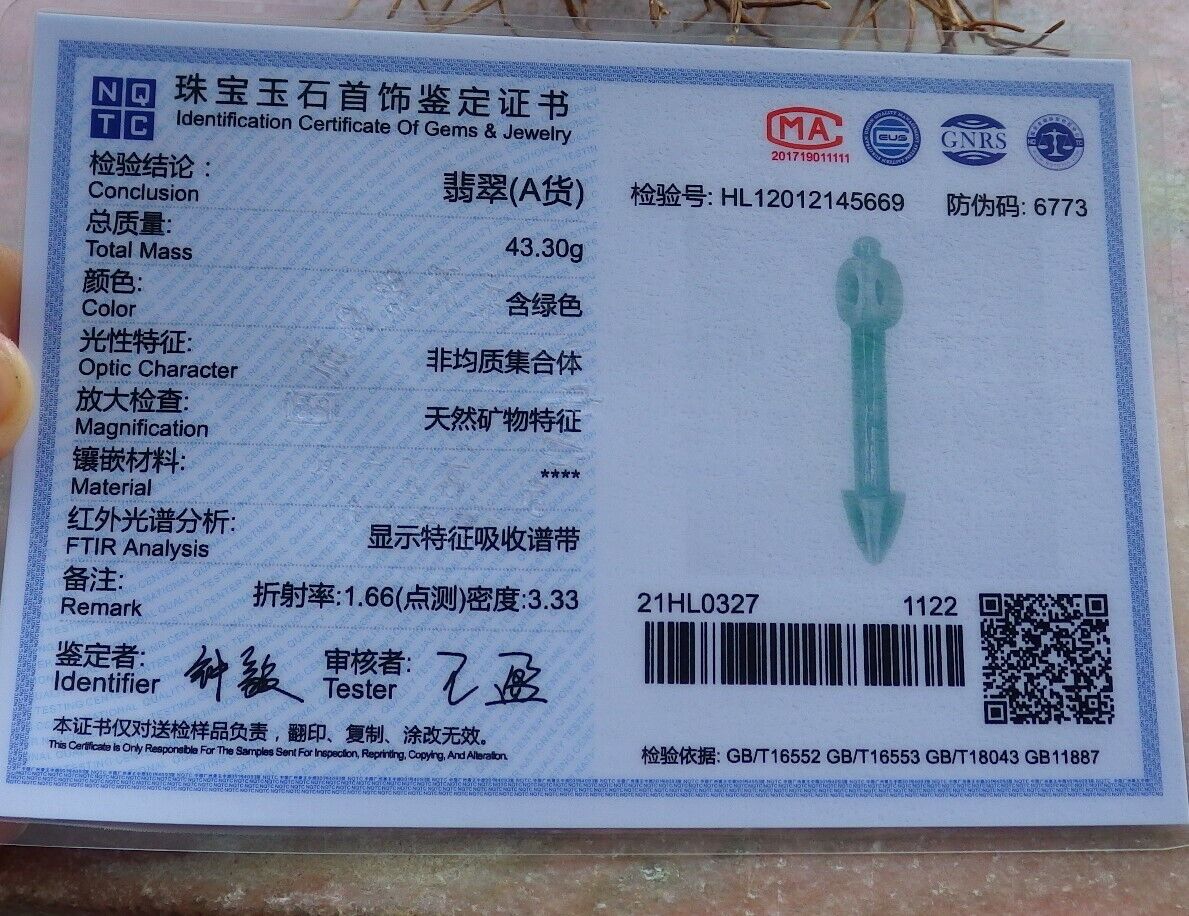 NQ
TC
珠宝玉石首饰鉴定证书
Identification Certificate Of Gems & Jewelry
检验结论：
Conclusion
翡翠(A货)
总质量:
Total Mass
43.30g
颜色:
Color
含绿色
光性特征:
Optic Character
非均质集合体
放大检查:
Magnification
天然矿物特征
镶嵌材料:
Material
****
红外光谱分析:
FTIR Analysis
显示特征吸收谱带
备注:
Remark
折射率:1.66(点测)密度:3.33
鉴定者:
Identifier
审核者:
Tester
本证书仅对送检样品负责，翻印、复制、涂改无效。
This Certificate Is Only Responsible For The Samples Sent For Inspection, Reprinting, Copying, And Alteration.
MA
201719011111
EUS
GNRS
检验号: HL12012145669 防伪码: 6773
21HL0327 1122
检验依据: GB/T16552 GB/T16553 GB/T18043 GB11887